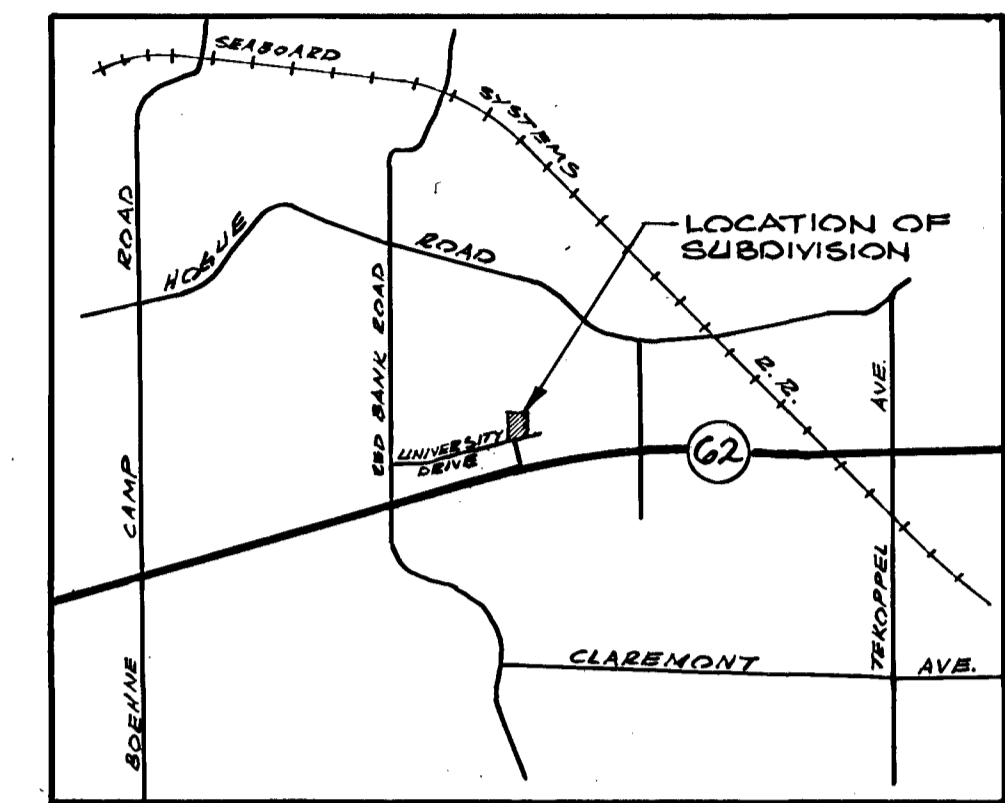 SEABOARD
SYSTEMS
R.R.
LOCATION OF
SUBDIVISION
HOGUE
ROAD
BOEHNE CAMP ROAD
RED BANK ROAD
UNIVERSITY
DRIVE
62
TEKOPPEL AVE.
CLAREMONT AVE.